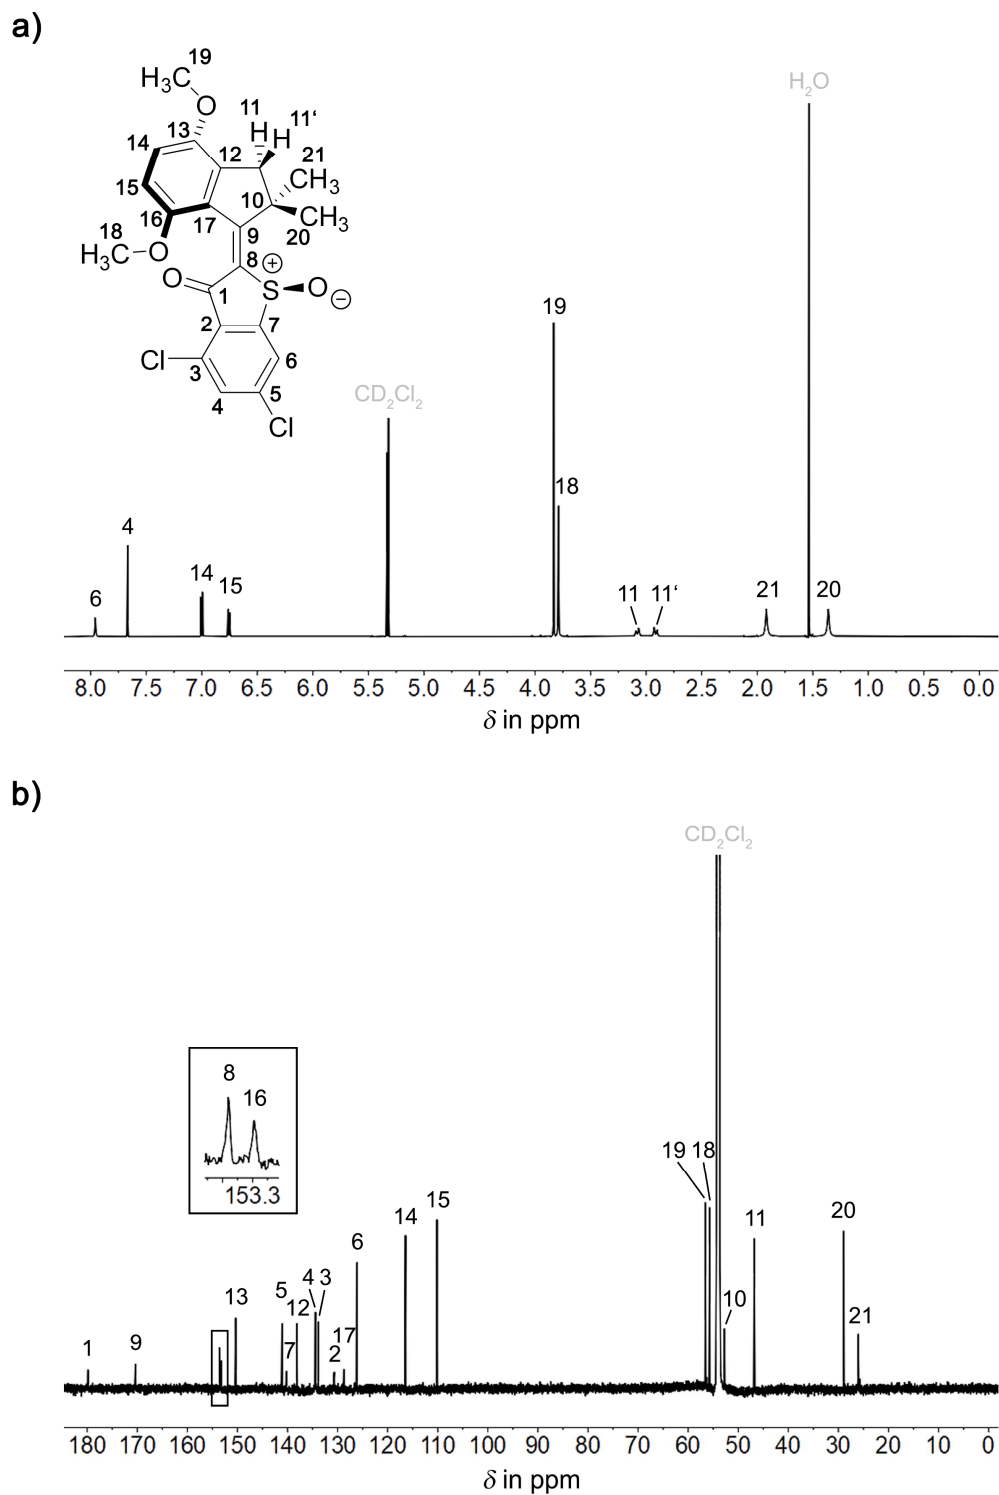 a)
19
H₃C
O
11
11‘
H
H
13
14
12
21
CH₃
15
10
CH₃
16
17
20
18
9
H₃C
O
8
⊕
O
S
O
⊖
1
2
7
Cl
6
3
5
4
Cl
H₂O
CD₂Cl₂
19
18
4
6
14
15
11
11‘
21
20
8.0 7.5 7.0 6.5 6.0 5.5 5.0 4.5 4.0 3.5 3.0 2.5 2.0 1.5 1.0 0.5 0.0
δ in ppm
b)
CD₂Cl₂
8
16
153.3
19 18
15
14
11
20
6
5
4 3
13
12
10
21
17
1
9
7
2
180 170 160 150 140 130 120 110 100 90 80 70 60 50 40 30 20 10 0
δ in ppm